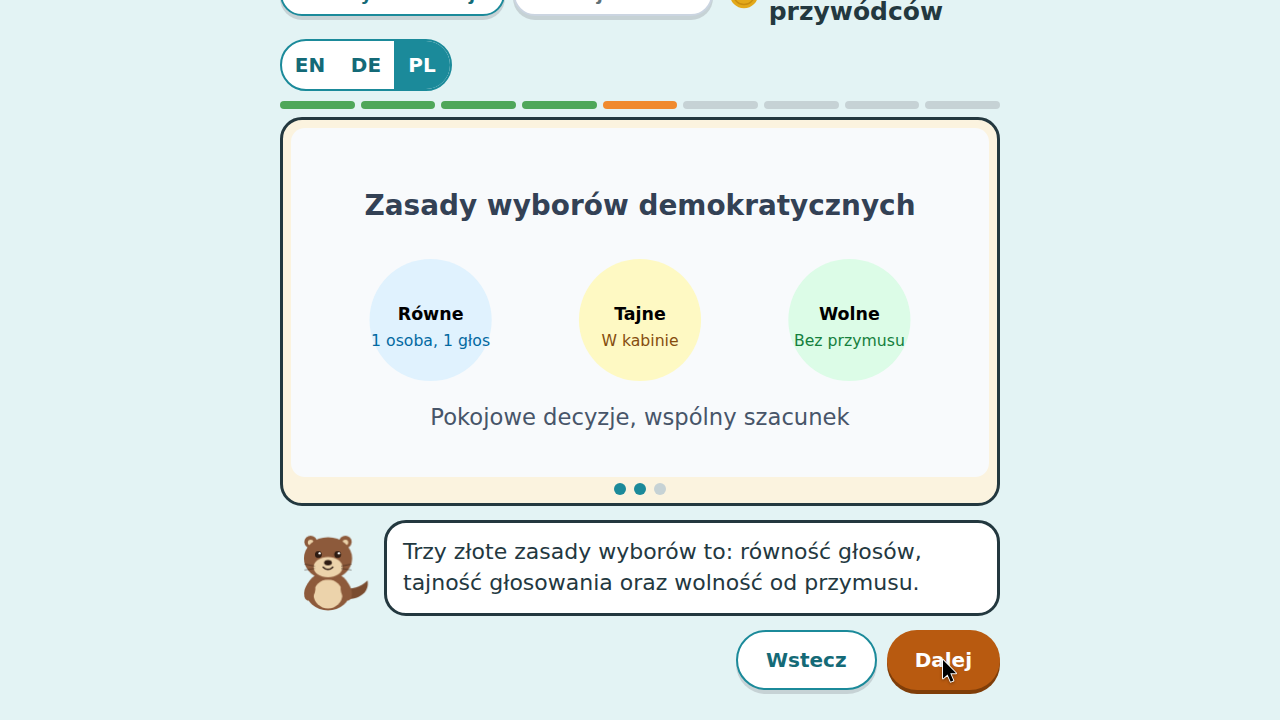 przywódców
EN DE PL
Zasady wyborów demokratycznych
Równe
1 osoba, 1 głos
Tajne
W kabinie
Wolne
Bez przymusu
Pokojowe decyzje, wspólny szacunek
Trzy złote zasady wyborów to: równość głosów,
tajność głosowania oraz wolność od przymusu.
Wstecz
Dalej